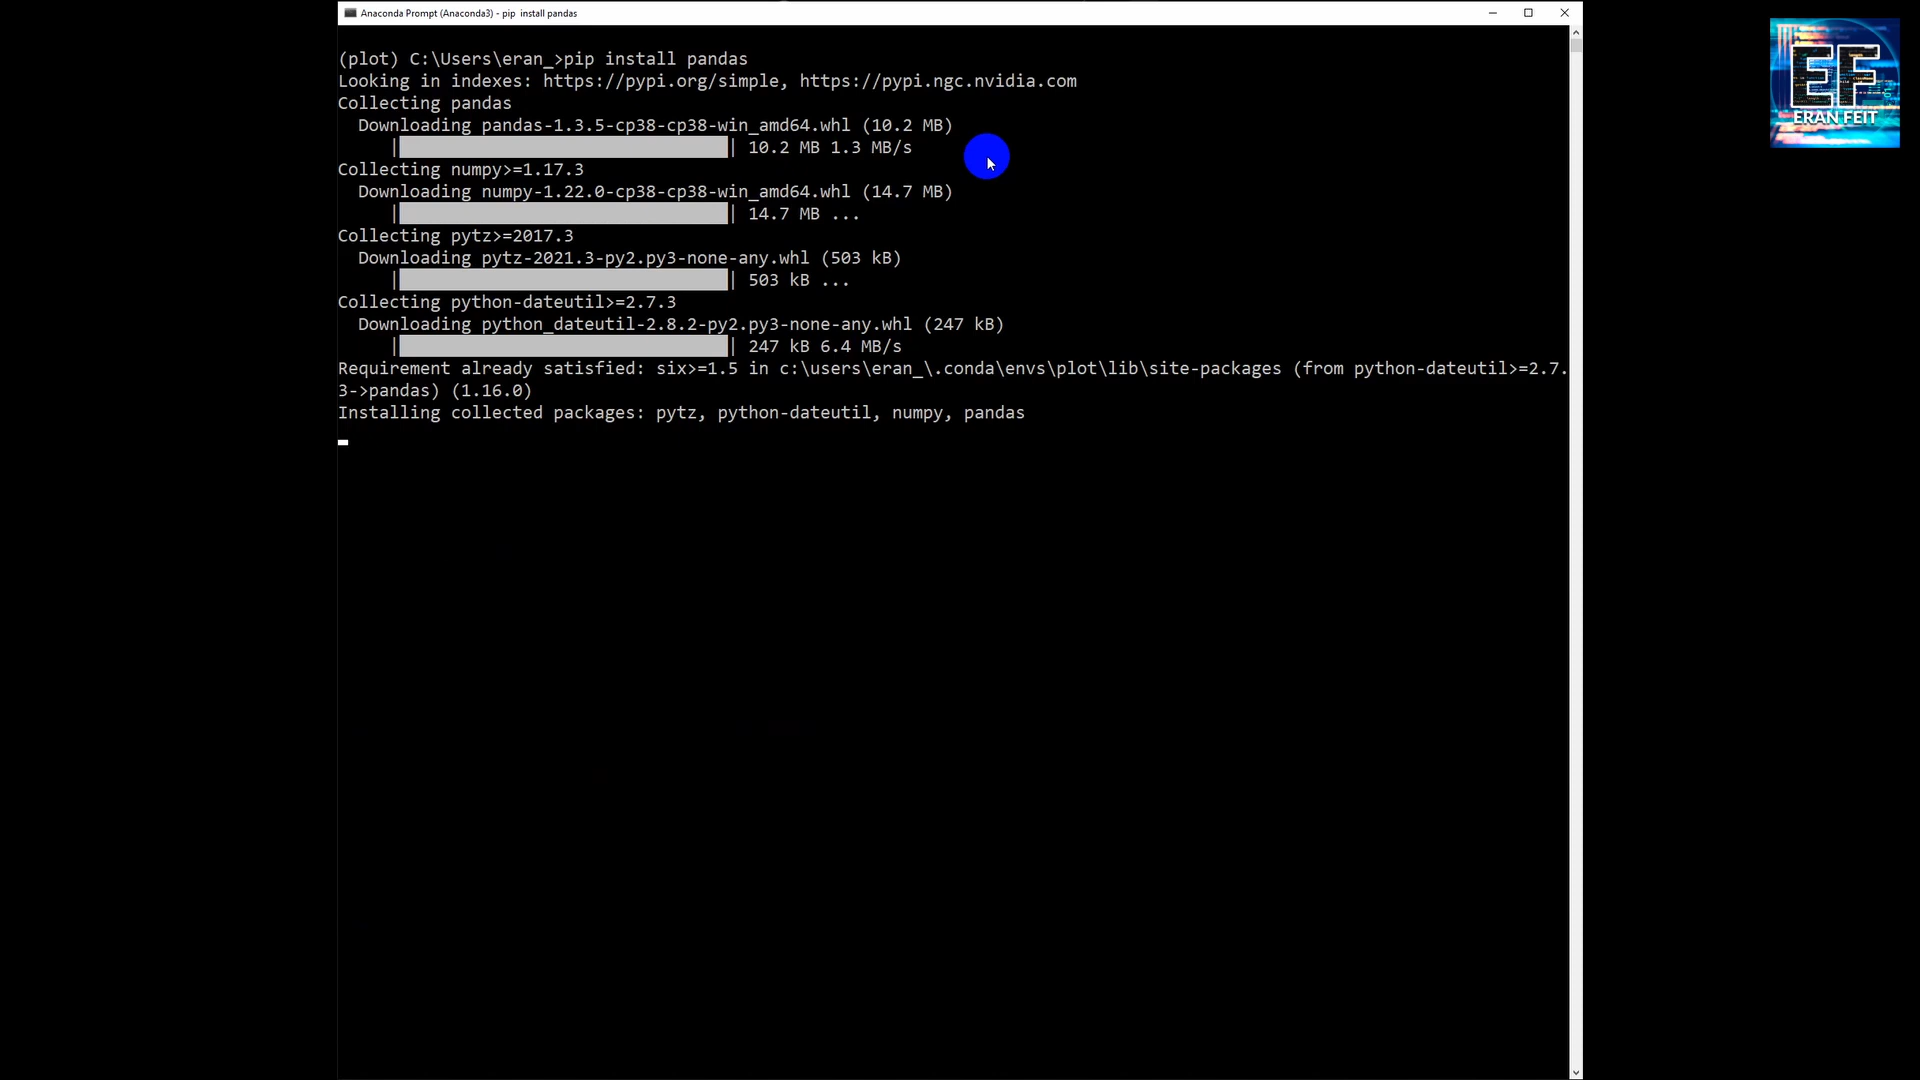 Anaconda Prompt (Anaconda3) - pip  install pandas
(plot) C:\Users\eran_>pip install pandas
Looking in indexes: https://pypi.org/simple, https://pypi.ngc.nvidia.com
Collecting pandas
  Downloading pandas-1.3.5-cp38-cp38-win_amd64.whl (10.2 MB)
     |                                | 10.2 MB 1.3 MB/s
Collecting numpy>=1.17.3
  Downloading numpy-1.22.0-cp38-cp38-win_amd64.whl (14.7 MB)
     |                                | 14.7 MB ...
Collecting pytz>=2017.3
  Downloading pytz-2021.3-py2.py3-none-any.whl (503 kB)
     |                                | 503 kB ...
Collecting python-dateutil>=2.7.3
  Downloading python_dateutil-2.8.2-py2.py3-none-any.whl (247 kB)
     |                                | 247 kB 6.4 MB/s
Requirement already satisfied: six>=1.5 in c:\users\eran_\.conda\envs\plot\lib\site-packages (from python-dateutil>=2.7.
3->pandas) (1.16.0)
Installing collected packages: pytz, python-dateutil, numpy, pandas
EF
ERAN FEIT